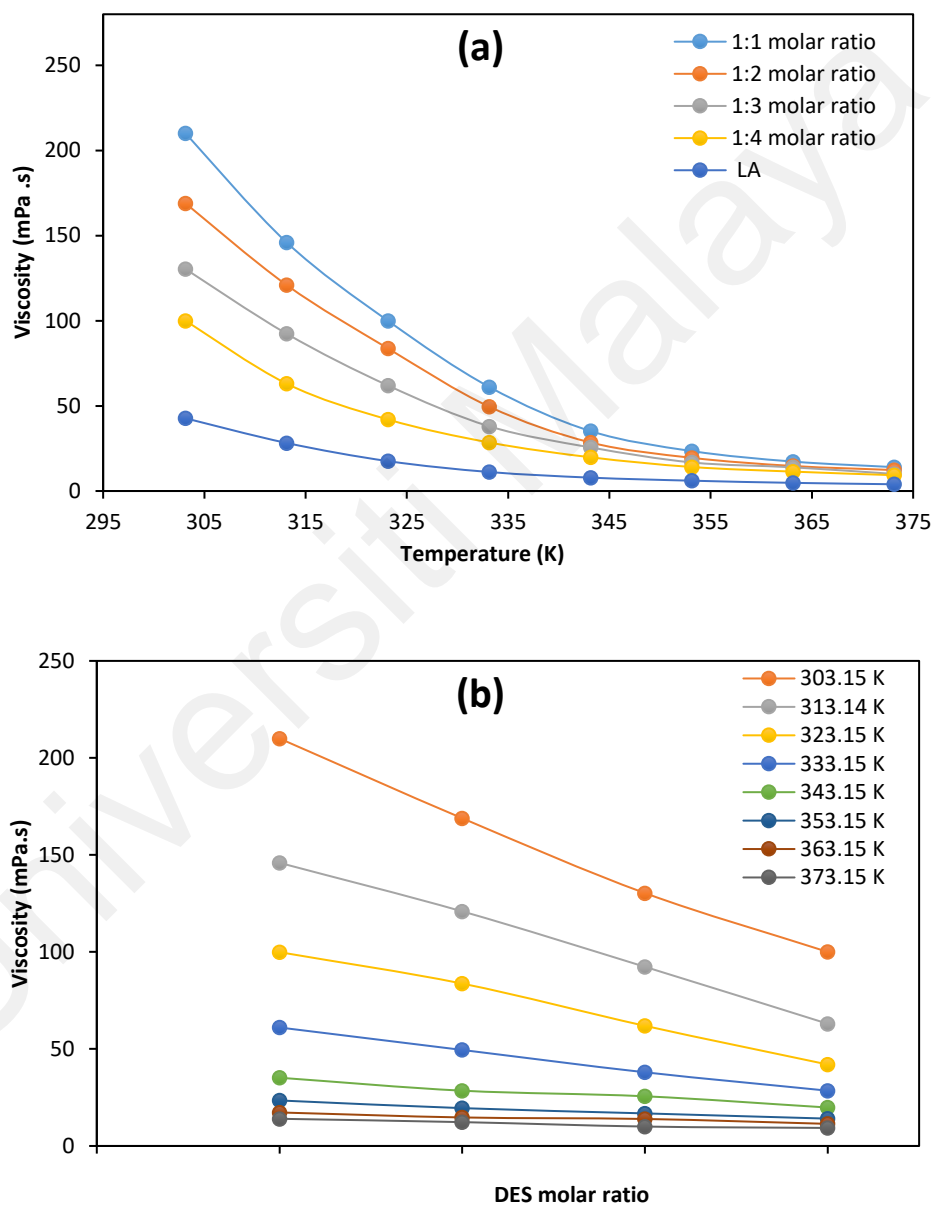 (a)
250
200
150
100
50
0
Viscosity (mPa .s)
295 305 315 325 335 345 355 365 375
Temperature (K)
1:1 molar ratio
1:2 molar ratio
1:3 molar ratio
1:4 molar ratio
LA
(b)
250
200
150
100
50
0
Viscosity (mPa.s)
DES molar ratio
303.15 K
313.14 K
323.15 K
333.15 K
343.15 K
353.15 K
363.15 K
373.15 K
Universiti Malaya